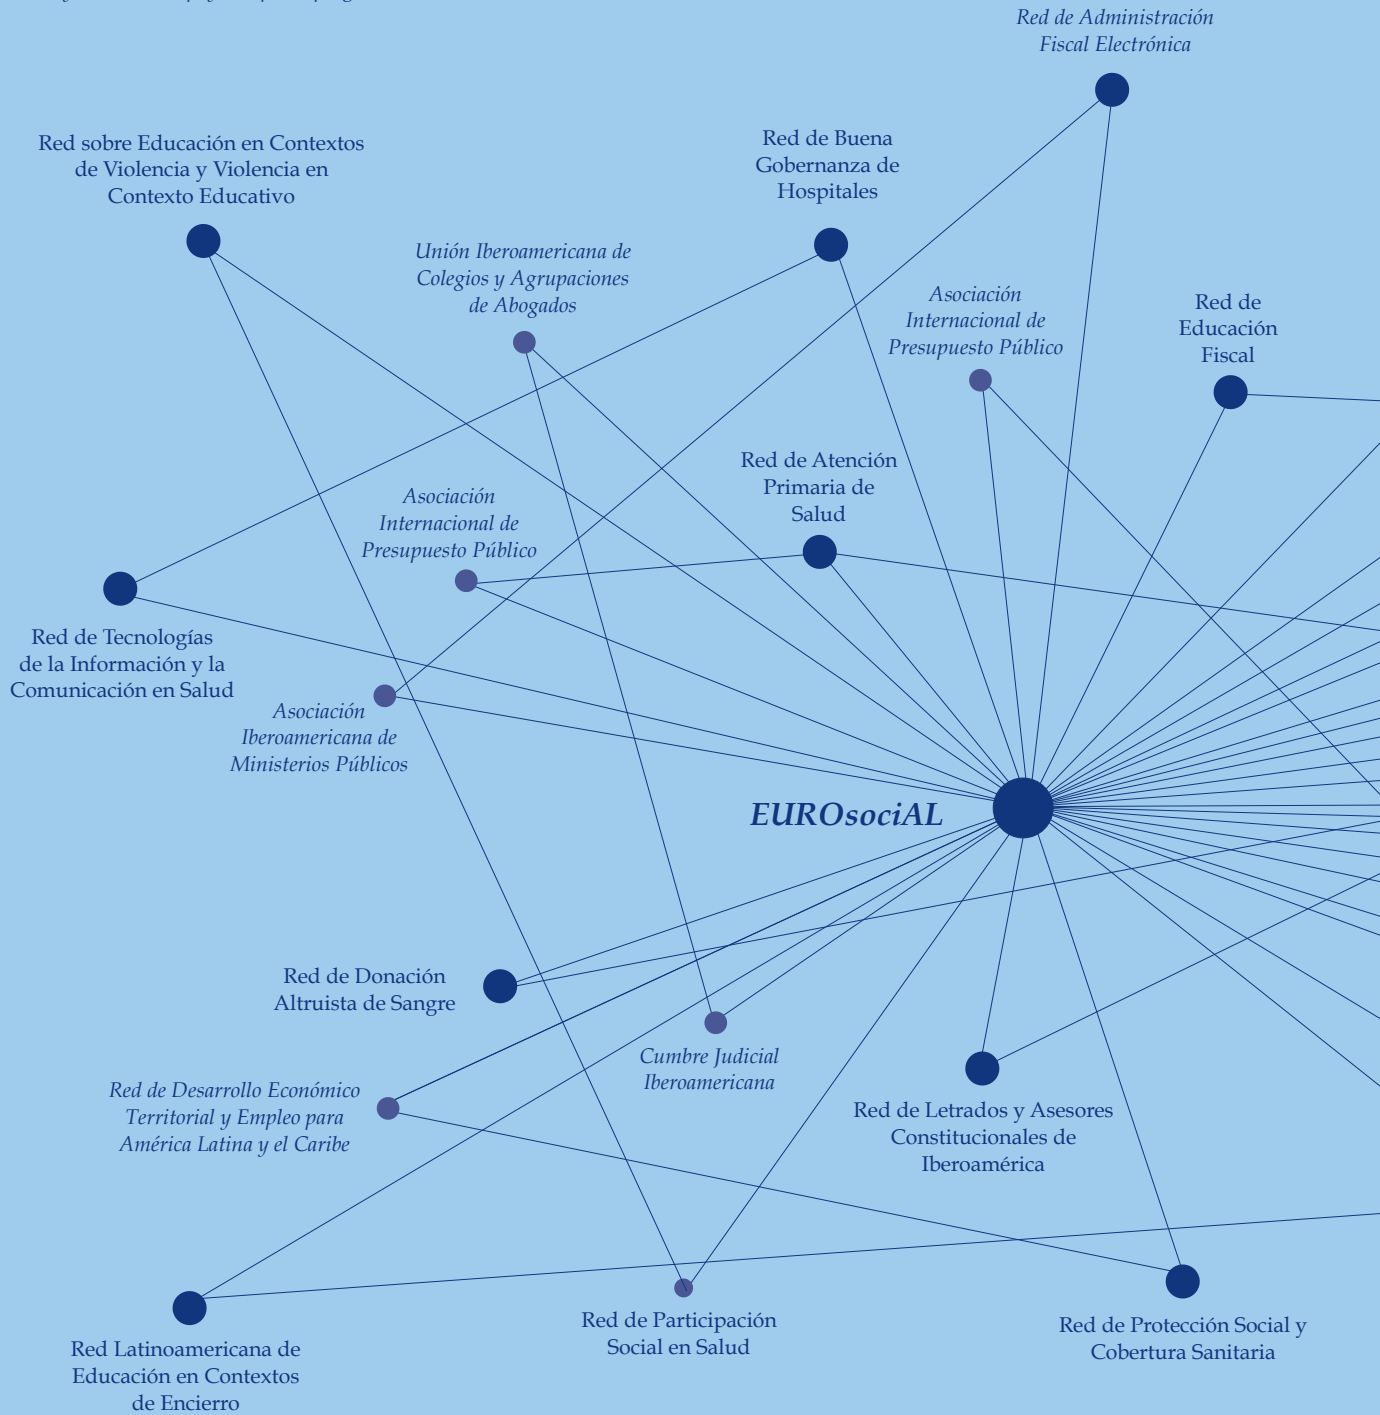 Red de Administración
Fiscal Electrónica
Red sobre Educación en Contextos
de Violencia y Violencia en
Contexto Educativo
Red de Buena
Gobernanza de
Hospitales
Unión Iberoamericana de
Colegios y Agrupaciones
de Abogados
Asociación
Internacional de
Presupuesto Público
Red de
Educación
Fiscal
Red de Atención
Primaria de
Salud
Asociación
Internacional de
Presupuesto Público
Red de Tecnologías
de la Información y la
Comunicación en Salud
Asociación
Iberoamericana de
Ministerios Públicos
EUROsociAL
Red de Donación
Altruista de Sangre
Cumbre Judicial
Iberoamericana
Red de Desarrollo Económico
Territorial y Empleo para
América Latina y el Caribe
Red de Letrados y Asesores
Constitucionales de
Iberoamérica
Red de Participación
Social en Salud
Red de Protección Social y
Cobertura Sanitaria
Red Latinoamericana de
Educación en Contextos
de Encierro